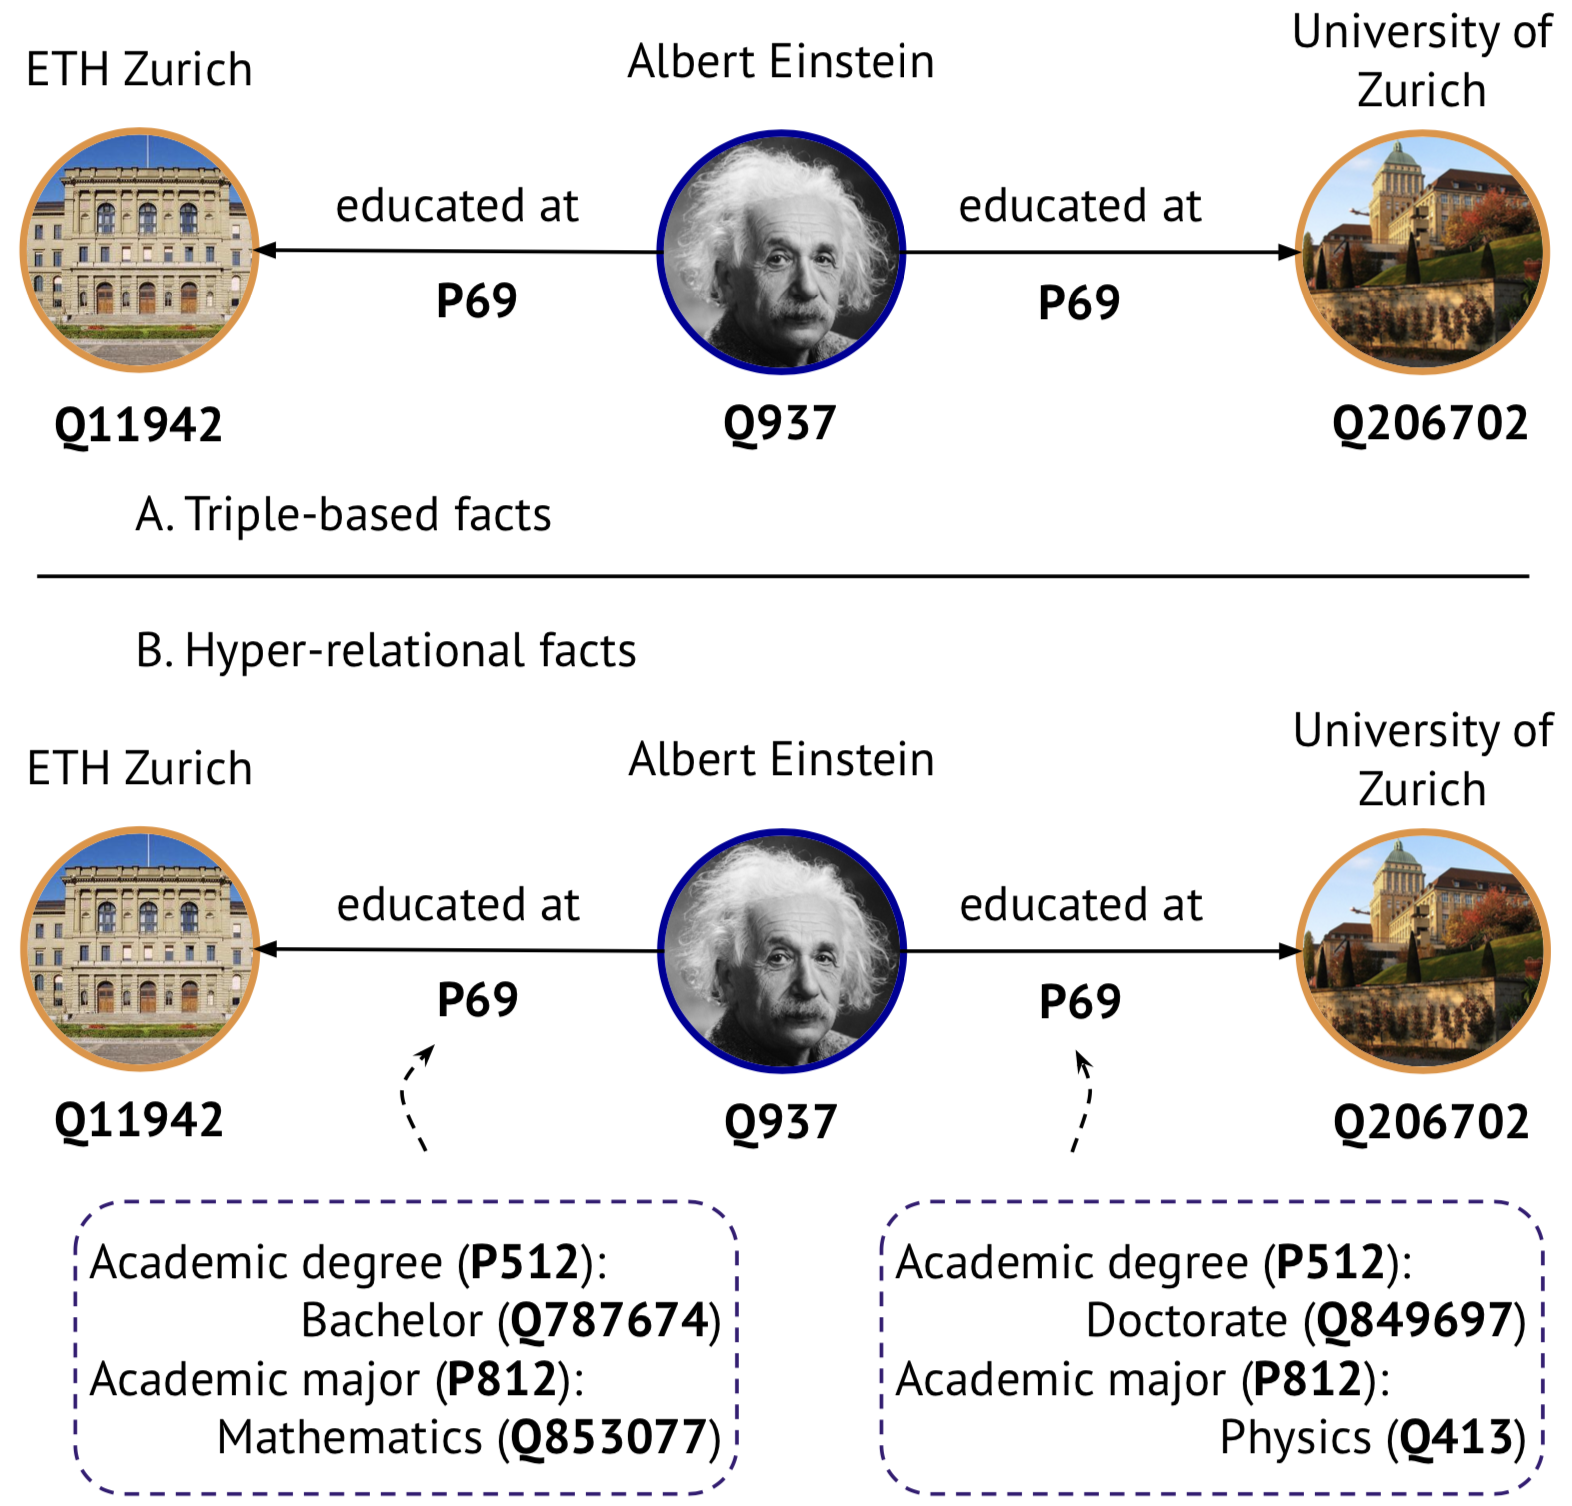 ETH Zurich
Albert Einstein
University of
Zurich
educated at
educated at
P69
P69
Q11942
Q937
Q206702
A. Triple-based facts
B. Hyper-relational facts
ETH Zurich
Albert Einstein
University of
Zurich
educated at
educated at
P69
P69
Q11942
Q937
Q206702
Academic degree (P512):
Bachelor (Q787674)
Academic major (P812):
Mathematics (Q853077)
Academic degree (P512):
Doctorate (Q849697)
Academic major (P812):
Physics (Q413)